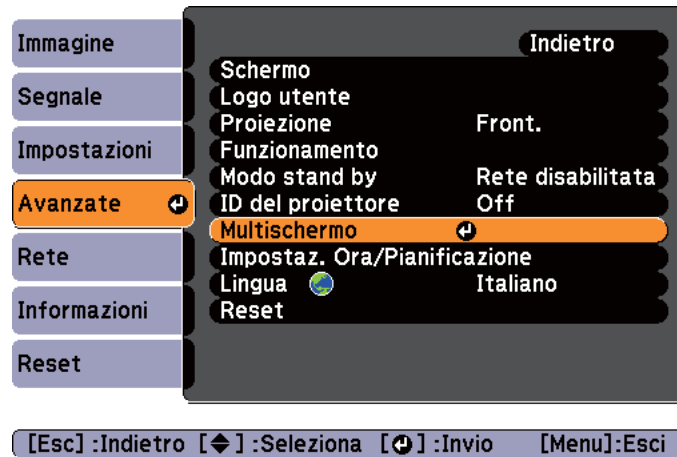 Immagine
Segnale
Impostazioni
Avanzate
Rete
Informazioni
Reset
Indietro
Schermo
Logo utente
Proiezione Front.
Funzionamento
Modo stand by Rete disabilitata
ID del proiettore Off
Multischermo
Impostaz. Ora/Pianificazione
Lingua Italiano
Reset
[Esc] :Indietro [◆] :Seleziona [⏎] :Invio [Menu]:Esci